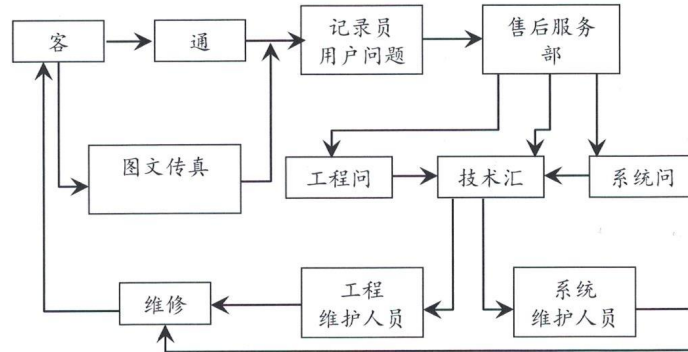 客
通
记录员
用户问题
售后服务
部
图文传真
工程问
技术汇
系统问
维修
工程
维护人员
系统
维护人员